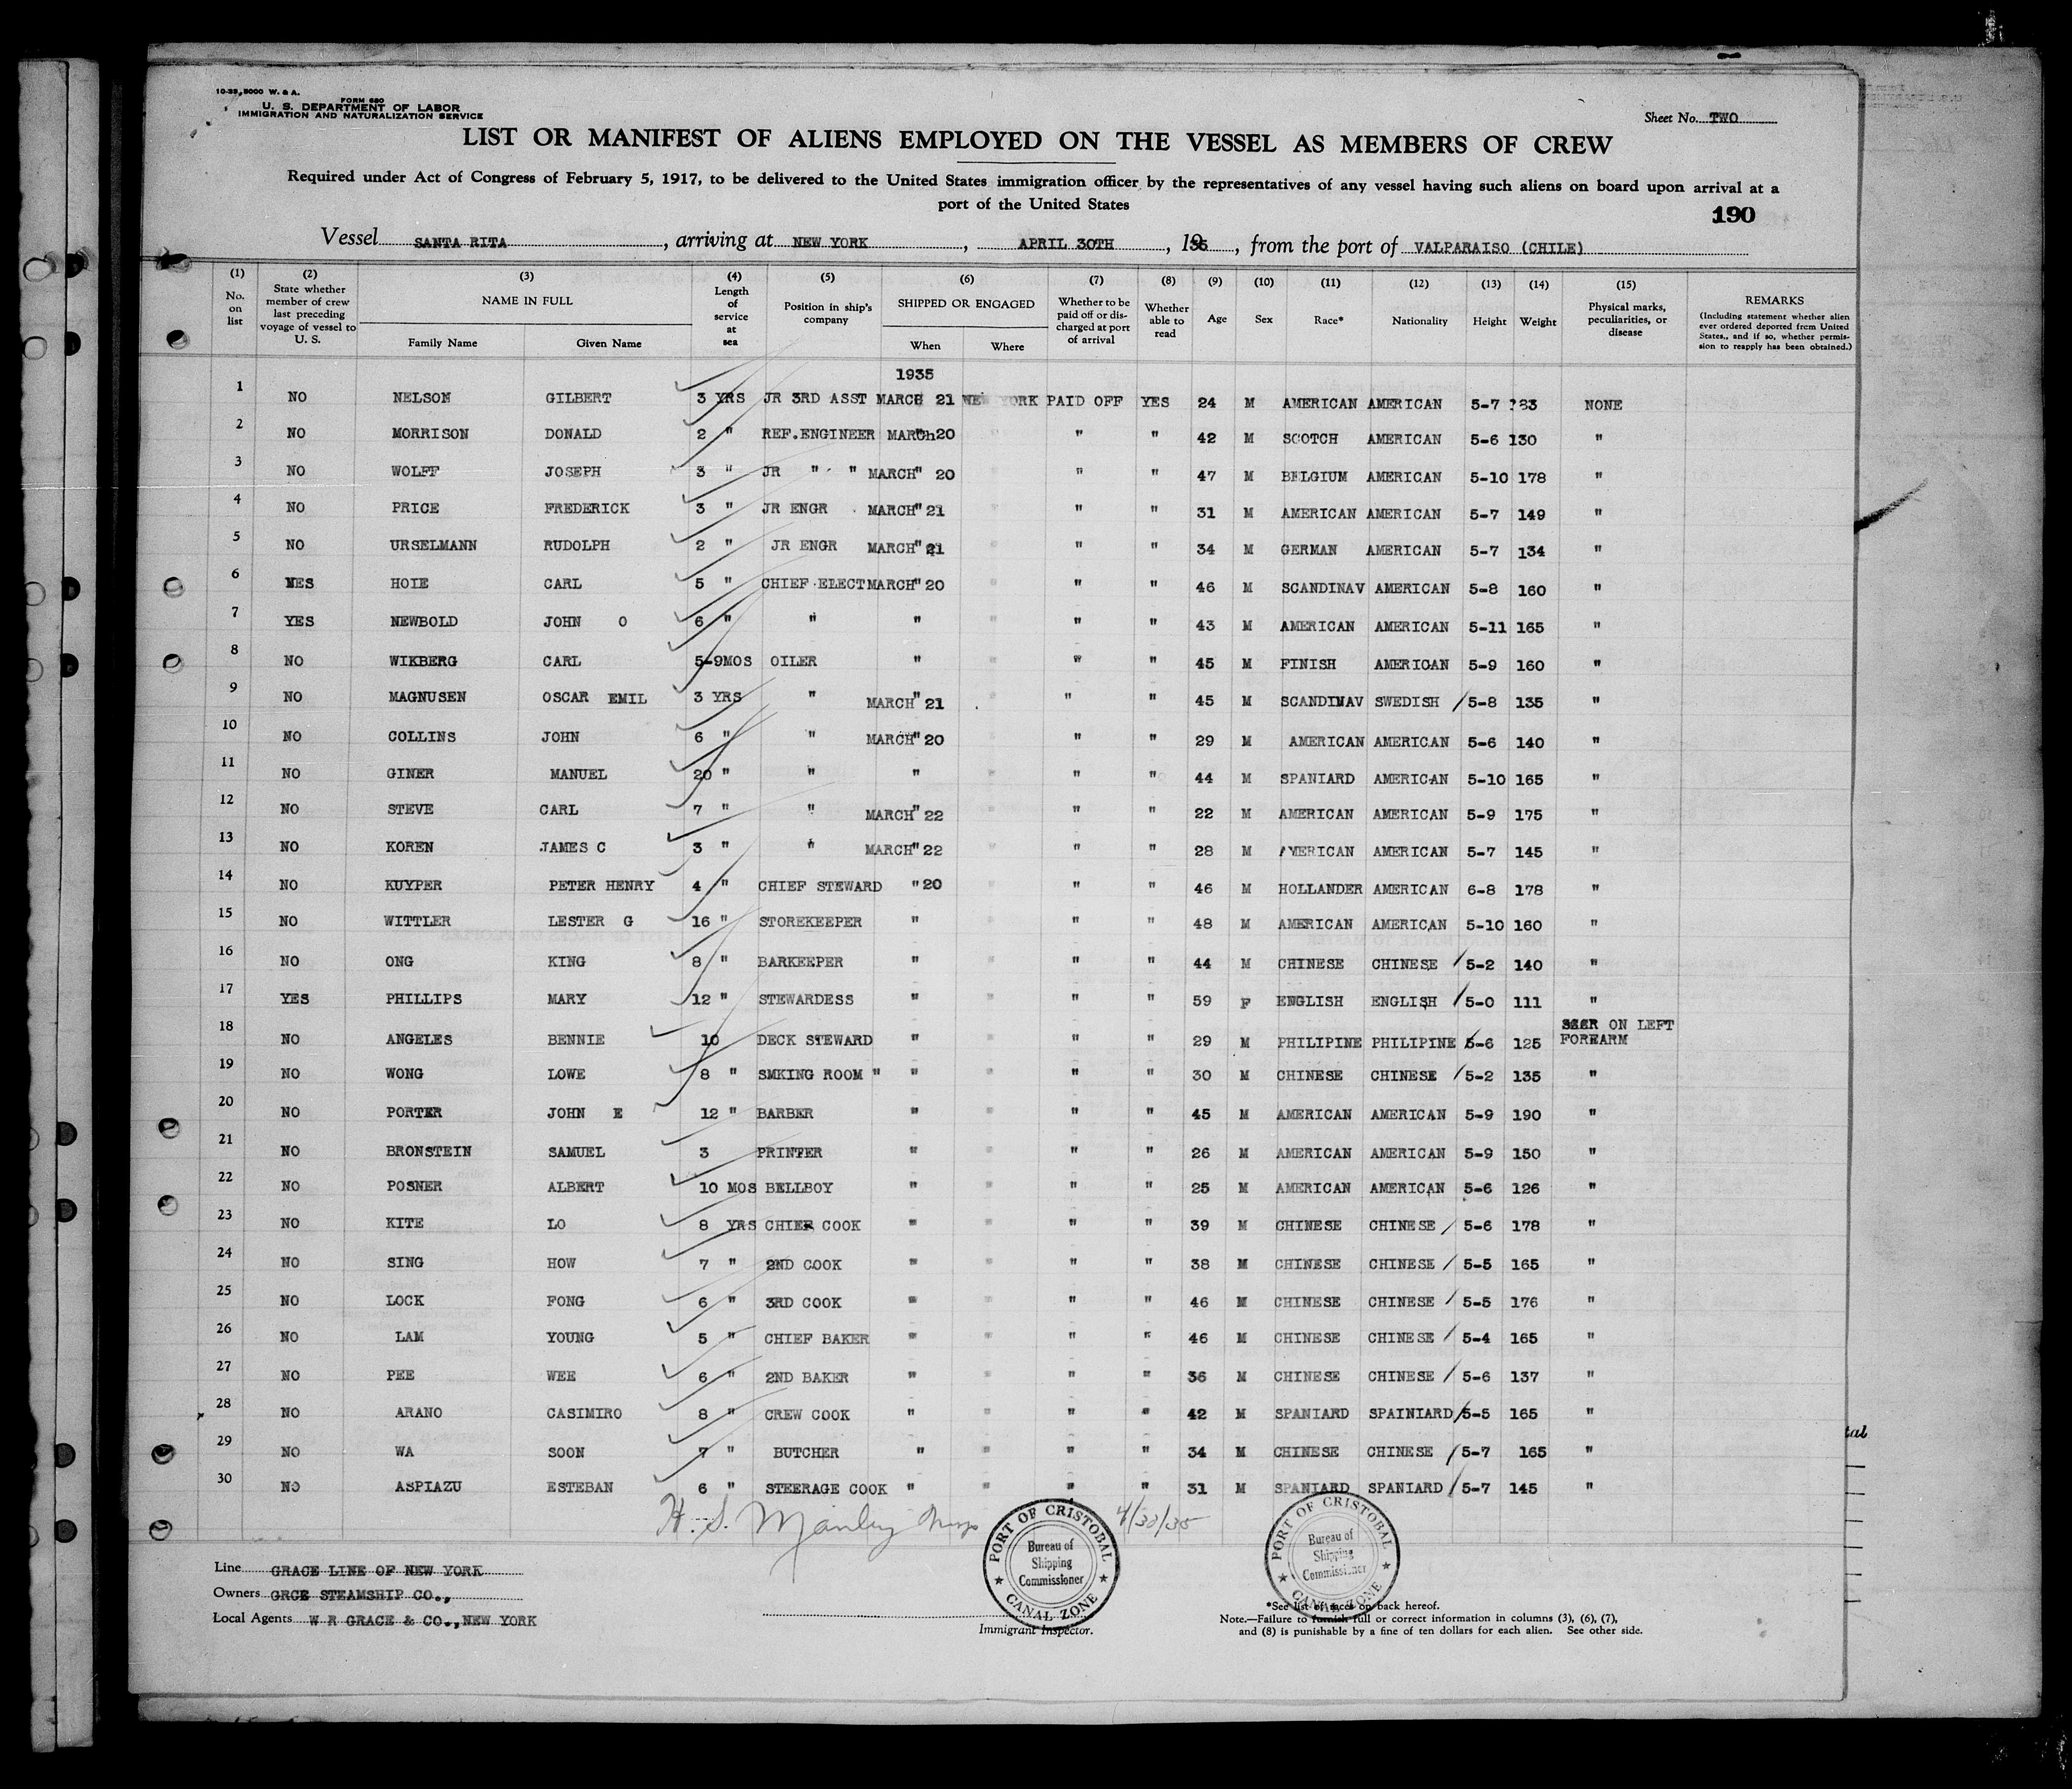 10-33, 5000 W. & A.
FORM 680
U. S. DEPARTMENT OF LABOR
IMMIGRATION AND NATURALIZATION SERVICE
Sheet No. TWO
LIST OR MANIFEST OF ALIENS EMPLOYED ON THE VESSEL AS MEMBERS OF CREW
Required under Act of Congress of February 5, 1917, to be delivered to the United States immigration officer by the representatives of any vessel having such aliens on board upon arrival at a
port of the United States
190
Vessel SANTA RITA, arriving at NEW YORK, APRIL 30TH, 1935, from the port of VALPARAISO (CHILE)
(1) No. on list (2) State whether member of crew last preceding voyage of vessel to U. S. (3) NAME IN FULL Family Name Given Name (4) Length of service at sea (5) Position in ship's company (6) SHIPPED OR ENGAGED When Where (7) Whether to be paid off or discharged at port of arrival (8) Whether able to read (9) Age (10) Sex (11) Race* (12) Nationality (13) Height (14) Weight (15) Physical marks, peculiarities, or disease REMARKS (Including statement whether alien ever ordered deported from United States, and if so, whether permission to reapply has been obtained.)
1935
1 NO NELSON GILBERT 3 YRS JR 3RD ASST MARCH 21 NEW YORK PAID OFF YES 24 M AMERICAN AMERICAN 5-7 NONE
2 NO MORRISON DONALD 2 " REF.ENGINEER MARCh 20 " " " 42 M SCOTCH AMERICAN 5-6 130 "
3 NO WOLFF JOSEPH 3 " JR " " MARCH" 20 " " " 47 M BELGIUM AMERICAN 5-10 178 "
4 NO PRICE FREDERICK 3 " JR ENGR MARCH" 21 " " " 31 M AMERICAN AMERICAN 5-7 149 "
5 NO URSELMANN RUDOLPH 2 " JR ENGR MARCH" 21 " " " 34 M GERMAN AMERICAN 5-7 134 "
6 YES HOIE CARL 5 " CHIEF ELECT MARCH" 20 " " " 46 M SCANDINAV AMERICAN 5-8 160 "
7 YES NEWBOLD JOHN O 6 " " " " " " 43 M AMERICAN AMERICAN 5-11 165 "
8 NO WIKBERG CARL 5-9MOS OILER " " " " 45 M FINISH AMERICAN 5-9 160 "
9 NO MAGNUSEN OSCAR EMIL 3 YRS " MARCH" 21 " " 45 M SCANDINAV SWEDISH / 5-8 135 "
10 NO COLLINS JOHN 6 " " MARCH" 20 " " " 29 M AMERICAN AMERICAN 5-6 140 "
11 NO GINER MANUEL 20 " " " " " " 44 M SPANIARD AMERICAN 5-10 165 "
12 NO STEVE CARL 7 " " MARCH" 22 " " " 22 M AMERICAN AMERICAN 5-9 175 "
13 NO KOREN JAMES C 3 " " MARCH" 22 " " " 28 M AMERICAN AMERICAN 5-7 145 "
14 NO KUYPER PETER HENRY 4 " CHIEF STEWARD " 20 " " " 46 M HOLLANDER AMERICAN 6-8 178 "
15 NO WITTLER LESTER G 16 " STOREKEEPER " " " " 48 M AMERICAN AMERICAN 5-10 160 "
16 NO ONG KING 8 " BARKEEPER " " " " 44 M CHINESE CHINESE / 5-2 140 "
17 YES PHILLIPS MARY 12 " STEWARDESS " " " " 59 F ENGLISH ENGLISH / 5-0 111 "
18 NO ANGELES BENNIE 10 DECK STEWARD " " " " 29 M PHILIPINE PHILIPINE 5-6 125 ON LEFT FOREARM
19 NO WONG LOWE 8 " SMKING ROOM " " " " " 30 M CHINESE CHINESE / 5-2 135 "
20 NO PORTER JOHN E 12 " BARBER " " " " 45 M AMERICAN AMERICAN 5-9 190 "
21 NO BRONSTEIN SAMUEL 3 PRINTER " " " " 26 M AMERICAN AMERICAN 5-9 150 "
22 NO POSNER ALBERT 10 MOS BELLBOY " " " " 25 M AMERICAN AMERICAN 5-6 126 "
23 NO KITE LO 8 YRS CHIEF COOK " " " " 39 M CHINESE CHINESE / 5-6 178 "
24 NO SING HOW 7 " 2ND COOK " " " " 38 M CHINESE CHINESE / 5-5 165 "
25 NO LOCK FONG 6 " 3RD COOK " " " " 46 M CHINESE CHINESE / 5-5 176 "
26 NO LAM YOUNG 5 " CHIEF BAKER " " " " 46 M CHINESE CHINESE / 5-4 165 "
27 NO PEE WEE 6 " 2ND BAKER " " " " 36 M CHINESE CHINESE / 5-6 137 "
28 NO ARANO CASIMIRO 8 " CREW COOK " " " " 42 M SPANIARD SPAINIARD / 5-5 165 "
29 NO WA SOON 7 " BUTCHER " " " " 34 M CHINESE CHINESE / 5-7 165 "
30 NO ASPIAZU ESTEBAN 6 " STEERAGE COOK " " " " 31 M SPANIARD SPANIARD / 5-7 145 "
H. S. Manley 4/30/35
PORT OF CRISTOBAL Bureau of Shipping Commissioner CANAL ZONE
PORT OF CRISTOBAL Bureau of Shipping Commissioner CANAL ZONE
Line GRACE LINE OF NEW YORK
Owners GRCE STEAMSHIP CO.,
Local Agents W R GRACE & CO., NEW YORK
Immigrant Inspector.
*See list of races on back hereof.
Note.—Failure to furnish full or correct information in columns (3), (6), (7),
and (8) is punishable by a fine of ten dollars for each alien. See other side.